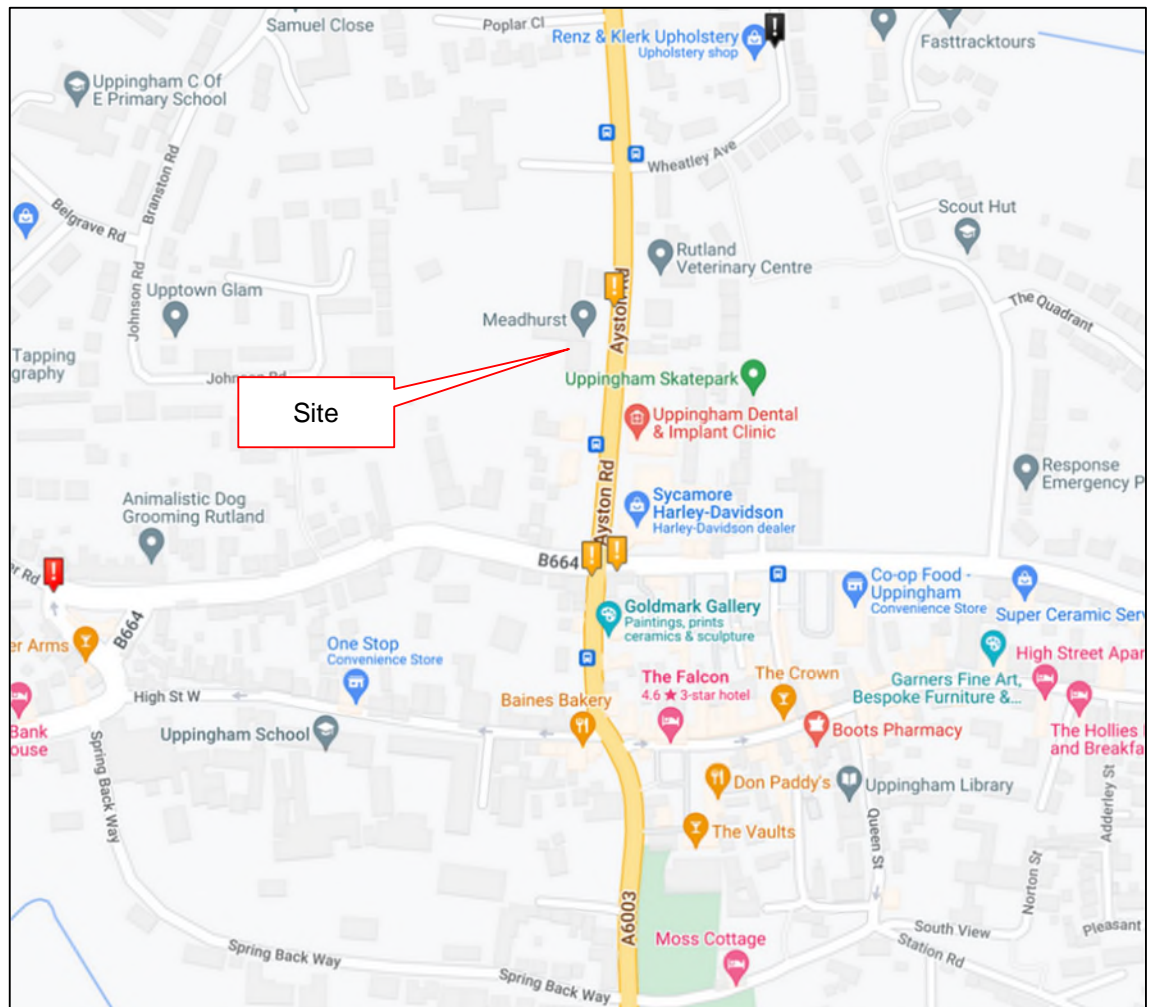 Samuel Close
Poplar Cl
Renz & Klerk Upholstery
Upholstery shop
Fasttracktours
Uppingham C Of
E Primary School
Branston Rd
Wheatley Ave
Belgrave Rd
Scout Hut
Johnson Rd
Upptown Glam
Rutland
Veterinary Centre
Ayston Rd
Meadhurst
The Quadrant
Tapping
graphy
Johnson Rd
Site
Uppingham Skatepark
Uppingham Dental
& Implant Clinic
Ayston Rd
Response
Emergency P
Animalistic Dog
Grooming Rutland
Sycamore
Harley-Davidson
Harley-Davidson dealer
er Rd
B664
B664
Co-op Food -
Uppingham
Convenience Store
Super Ceramic Serv
Goldmark Gallery
Paintings, prints
ceramics & sculpture
er Arms
One Stop
Convenience Store
High Street Apar
The Falcon
4.6 ★ 3-star hotel
The Crown
Garners Fine Art,
Bespoke Furniture &...
High St W
Baines Bakery
Bank
ouse
Uppingham School
Boots Pharmacy
The Hollies
and Breakfa
Spring Back Way
Don Paddy's
Uppingham Library
Adderley St
The Vaults
Queen St
Norton St
A6003
South View
Pleasant
Station Rd
Moss Cottage
Spring Back Way
Spring Back Way